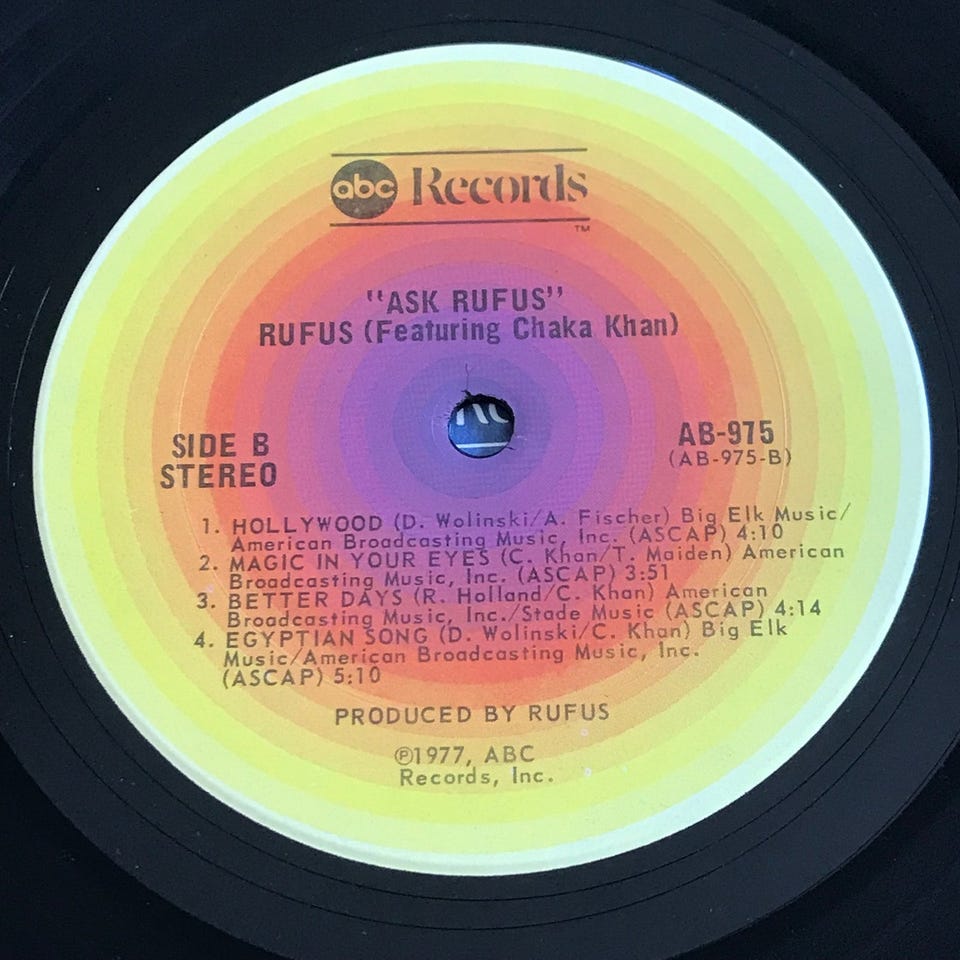 abc Records
TM
"ASK RUFUS"
RUFUS (Featuring Chaka Khan)
SIDE B
STEREO
AB-975
(AB-975-B)
1. HOLLYWOOD (D. Wolinski/A. Fischer) Big Elk Music/
American Broadcasting Music, Inc. (ASCAP) 4:10
2. MAGIC IN YOUR EYES (C. Khan/T. Maiden) American
Broadcasting Music, Inc. (ASCAP) 3:51
3. BETTER DAYS (R. Holland/C. Khan) American
Broadcasting Music, Inc./Stade Music (ASCAP) 4:14
4. EGYPTIAN SONG (D. Wolinski/C. Khan) Big Elk
Music/American Broadcasting Music, Inc.
(ASCAP) 5:10
PRODUCED BY RUFUS
℗1977, ABC
Records, Inc.